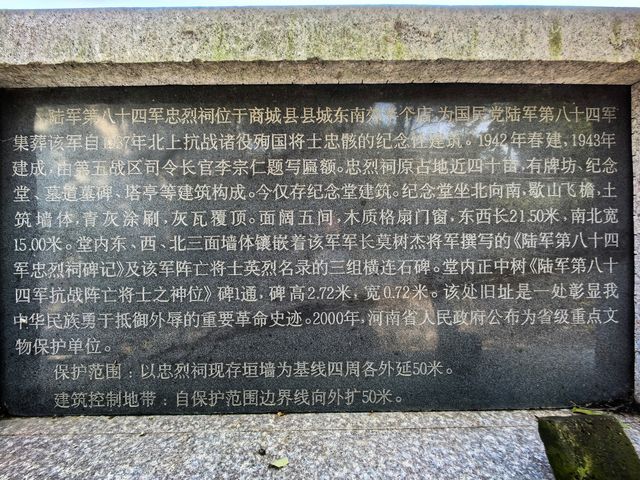 陆军第八十四军忠烈祠位于商城县县城东南郊个店,为国民党陆军第八十四军
集葬该军自1937年北上抗战诸役殉国将士忠骸的纪念性建筑。1942年春建,1943年
建成,由第五战区司令长官李宗仁题写匾额。忠烈祠原占地近四十亩,有牌坊、纪念
堂、墓道墓碑、塔亭等建筑构成。今仅存纪念堂建筑。纪念堂坐北向南,歇山飞檐,土
筑墙体,青灰涂刷,灰瓦覆顶。面阔五间,木质格扇门窗,东西长21.50米,南北宽
15.00米。堂内东、西、北三面墙体镶嵌着该军军长莫树杰将军撰写的《陆军第八十四
军忠烈祠碑记》及该军阵亡将士英烈名录的三组横连石碑。堂内正中树《陆军第八十
四军抗战阵亡将士之神位》碑1通,碑高2.72米,宽0.72米。该处旧址是一处彰显我
中华民族勇于抵御外辱的重要革命史迹。2000年,河南省人民政府公布为省级重点文
物保护单位。
保护范围:以忠烈祠现存垣墙为基线四周各外延50米。
建筑控制地带:自保护范围边界线向外扩50米。